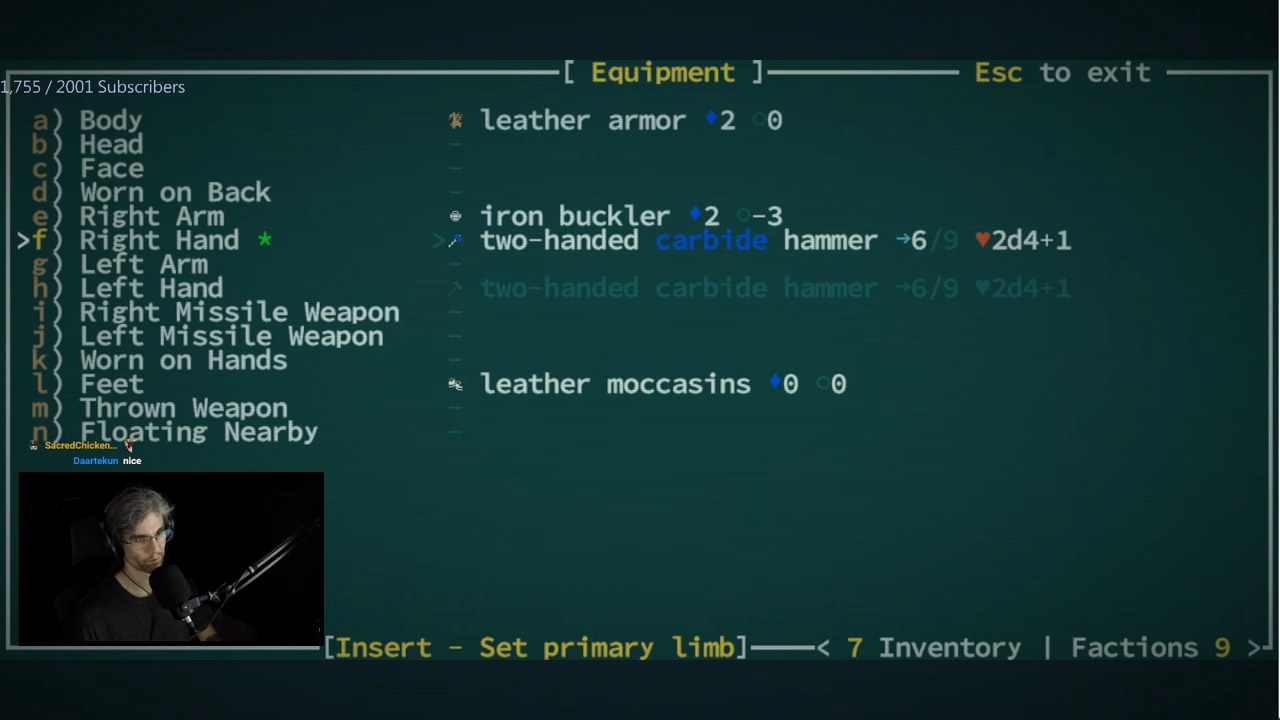 [ Equipment ] Esc to exit
1,755 / 2001 Subscribers
a) Body leather armor ♦2 ○0
b) Head –
c) Face –
d) Worn on Back –
e) Right Arm iron buckler ♦2 ○-3
>f) Right Hand * > two-handed carbide hammer →6/9 ♥2d4+1
g) Left Arm –
h) Left Hand two-handed carbide hammer →6/9 ♥2d4+1
i) Right Missile Weapon –
j) Left Missile Weapon –
k) Worn on Hands –
l) Feet leather moccasins ♦0 ○0
m) Thrown Weapon –
n) Floating Nearby –
SacredChicken…
Daartekun nice
[Insert - Set primary limb] < 7 Inventory | Factions 9 >